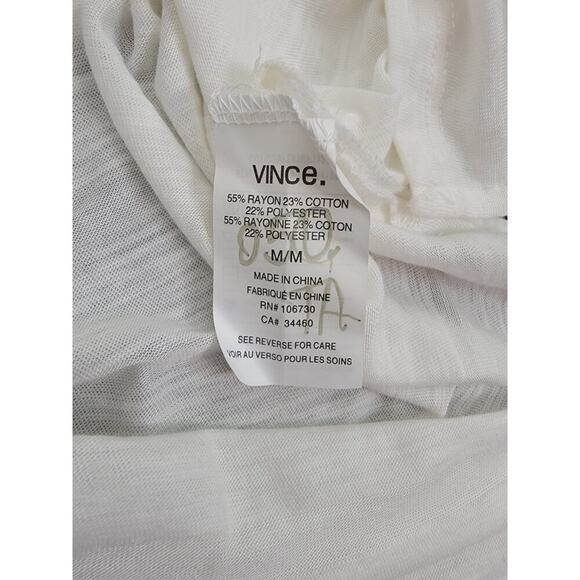 VINCe.
55% RAYON 23% COTTON
22% POLYESTER
55% RAYONNE 23% COTON
22% POLYESTER
M/M
MADE IN CHINA
FABRIQUÉ EN CHINE
RN# 106730
CA# 34460
SEE REVERSE FOR CARE
VOIR AU VERSO POUR LES SOINS